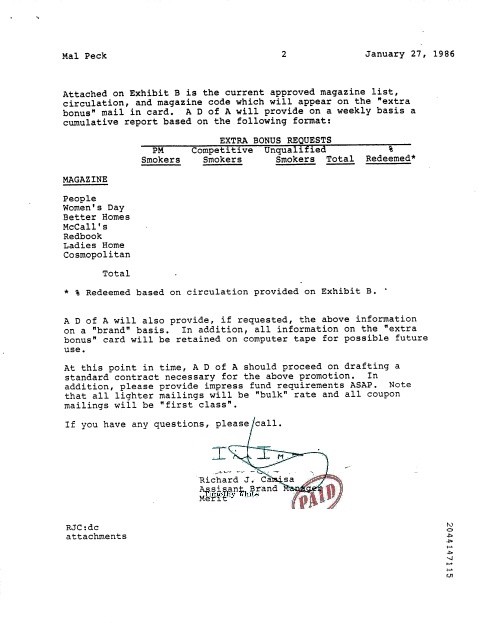 Mal Peck 2 January 27, 1986
Attached on Exhibit B is the current approved magazine list,
circulation, and magazine code which will appear on the "extra
bonus" mail in card. A D of A will provide on a weekly basis a
cumulative report based on the following format:
EXTRA BONUS REQUESTS
PM Competitive Unqualified %
Smokers Smokers Smokers Total Redeemed*
MAGAZINE
People
Women's Day
Better Homes
McCall's
Redbook
Ladies Home
Cosmopolitan
Total
* % Redeemed based on circulation provided on Exhibit B.
A D of A will also provide, if requested, the above information
on a "brand" basis. In addition, all information on the "extra
bonus" card will be retained on computer tape for possible future
use.
At this point in time, A D of A should proceed on drafting a
standard contract necessary for the above promotion. In
addition, please provide impress fund requirements ASAP. Note
that all lighter mailings will be "bulk" rate and all coupon
mailings will be "first class".
If you have any questions, please call.
Richard J. Camisa
Assisant Brand Manager
Merit
PAID
RJC:dc
attachments
2044147115